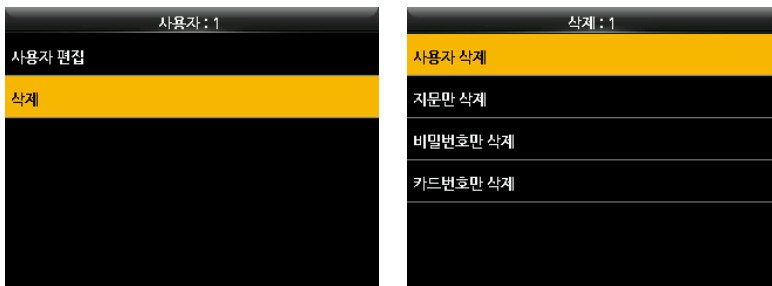 사용자 : 1
사용자 편집
삭제
삭제 : 1
사용자 삭제
지문만 삭제
비밀번호만 삭제
카드번호만 삭제